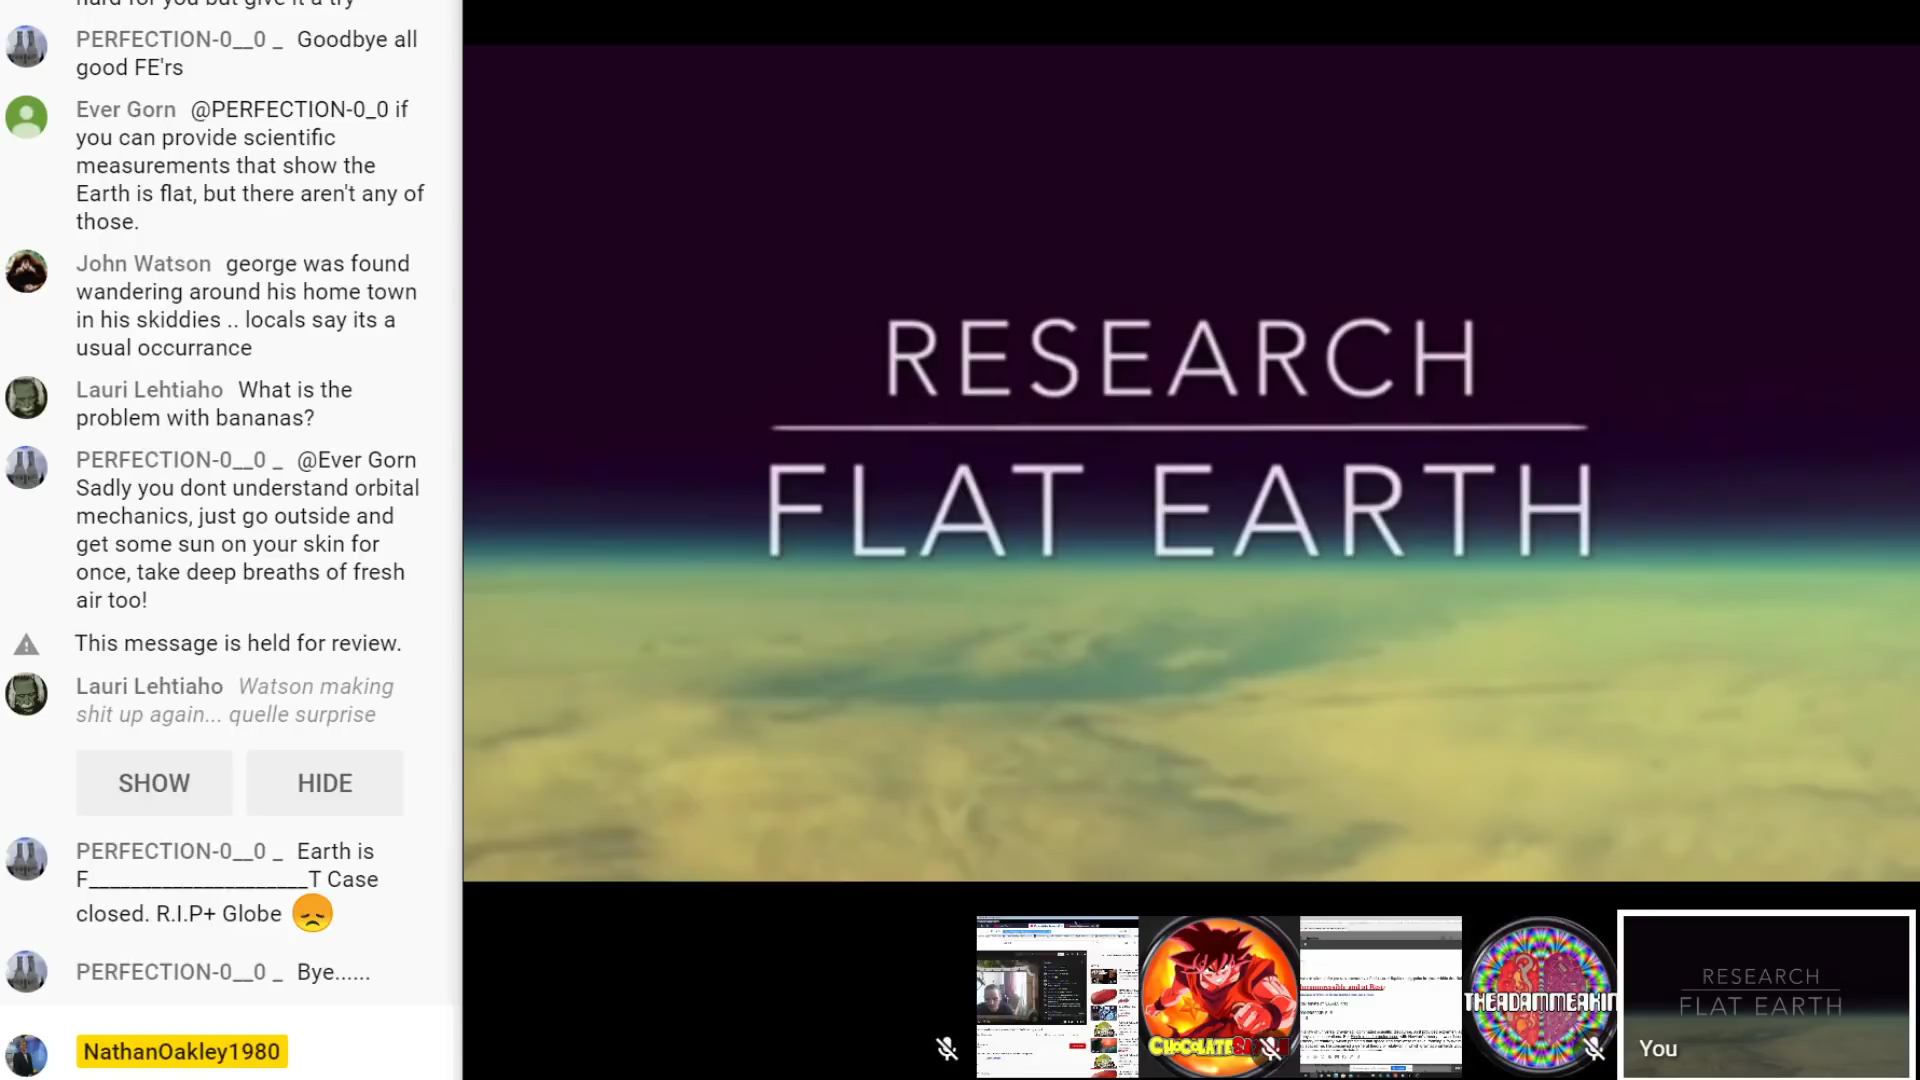 PERFECTION-0__0 _ Goodbye all
good FE'rs
Ever Gorn @PERFECTION-0_0 if
you can provide scientific
measurements that show the
Earth is flat, but there aren't any of
those.
John Watson george was found
wandering around his home town
in his skiddies .. locals say its a
usual occurrance
Lauri Lehtiaho What is the
problem with bananas?
PERFECTION-0__0 _ @Ever Gorn
Sadly you dont understand orbital
mechanics, just go outside and
get some sun on your skin for
once, take deep breaths of fresh
air too!
This message is held for review.
Lauri Lehtiaho Watson making
shit up again... quelle surprise
SHOW HIDE
PERFECTION-0__0 _ Earth is
F____________________T Case
closed. R.I.P+ Globe
PERFECTION-0__0 _ Bye......
NathanOakley1980
RESEARCH
FLAT EARTH
THEADAMMEAKIN
RESEARCH
FLAT EARTH
You